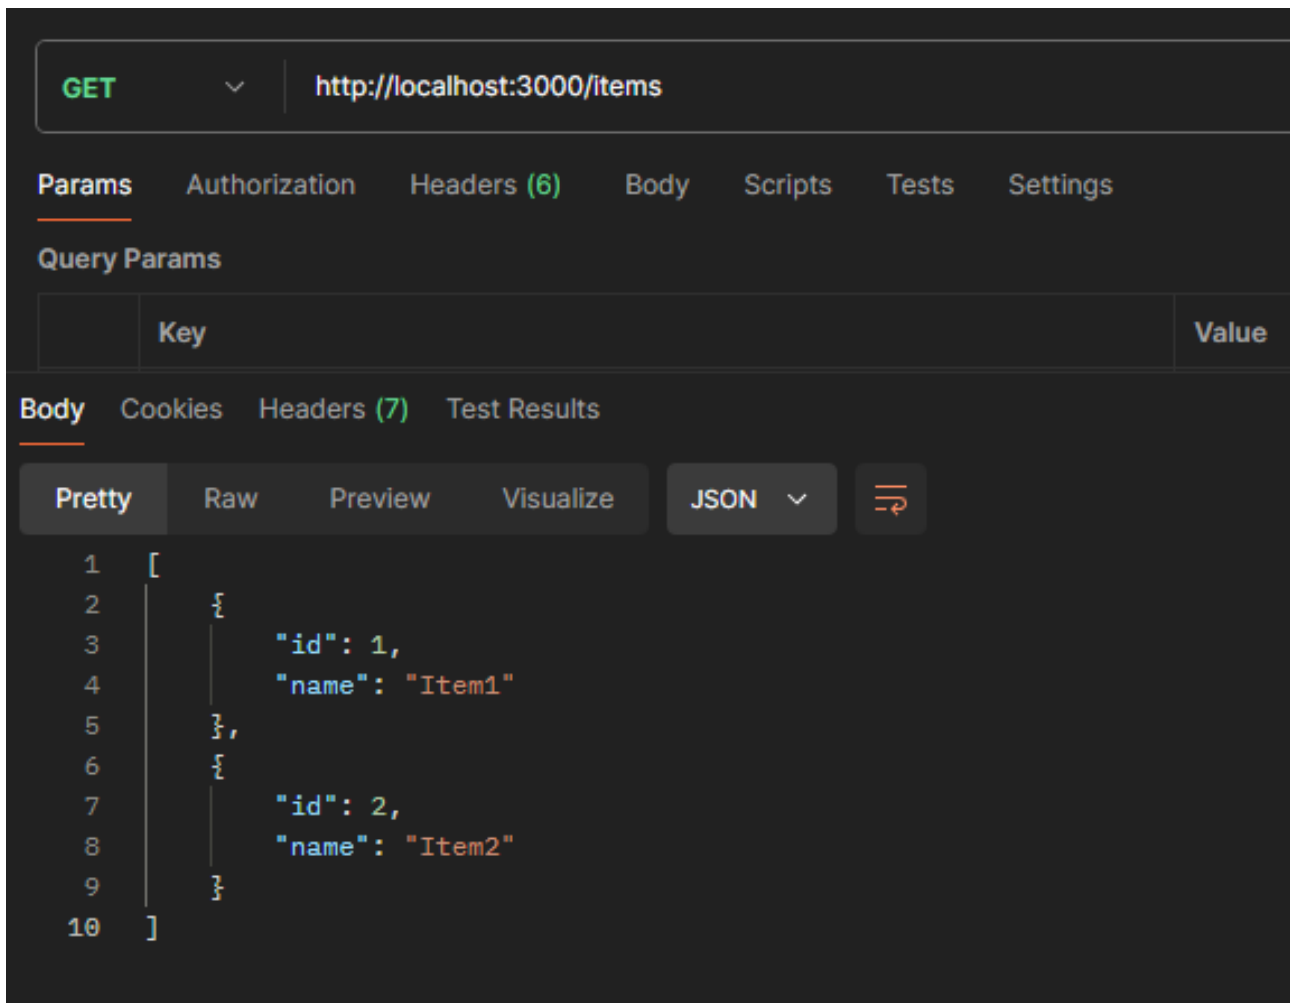 GET http://localhost:3000/items
Params Authorization Headers (6) Body Scripts Tests Settings
Query Params
Key Value
Body Cookies Headers (7) Test Results
Pretty Raw Preview Visualize JSON
1 [
2 {
3 "id": 1,
4 "name": "Item1"
5 },
6 {
7 "id": 2,
8 "name": "Item2"
9 }
10 ]